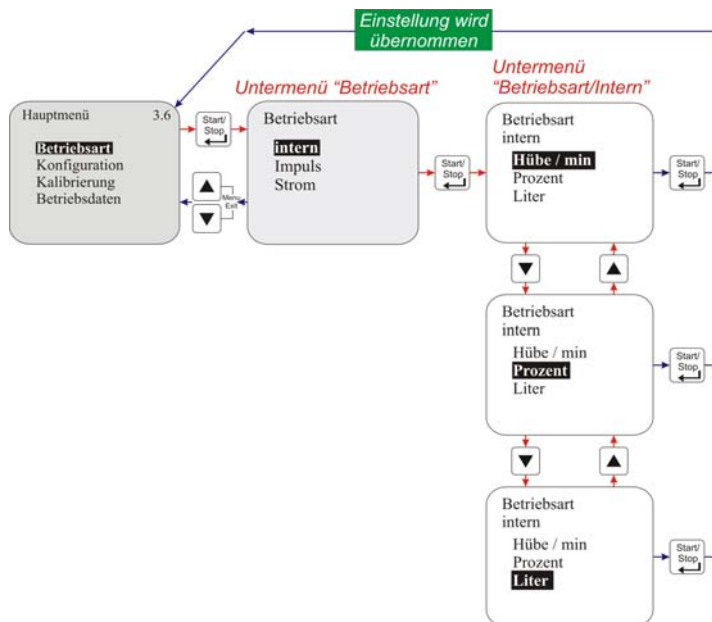 Einstellung wird
übernommen
Untermenü "Betriebsart"
Untermenü
"Betriebsart/Intern"
Hauptmenü 3.6
Betriebsart
Konfiguration
Kalibrierung
Betriebsdaten
Start/
Stop
Menu
Exit
Betriebsart
intern
Impuls
Strom
Start/
Stop
Betriebsart
intern
Hübe / min
Prozent
Liter
Start/
Stop
Betriebsart
intern
Hübe / min
Prozent
Liter
Start/
Stop
Betriebsart
intern
Hübe / min
Prozent
Liter
Start/
Stop